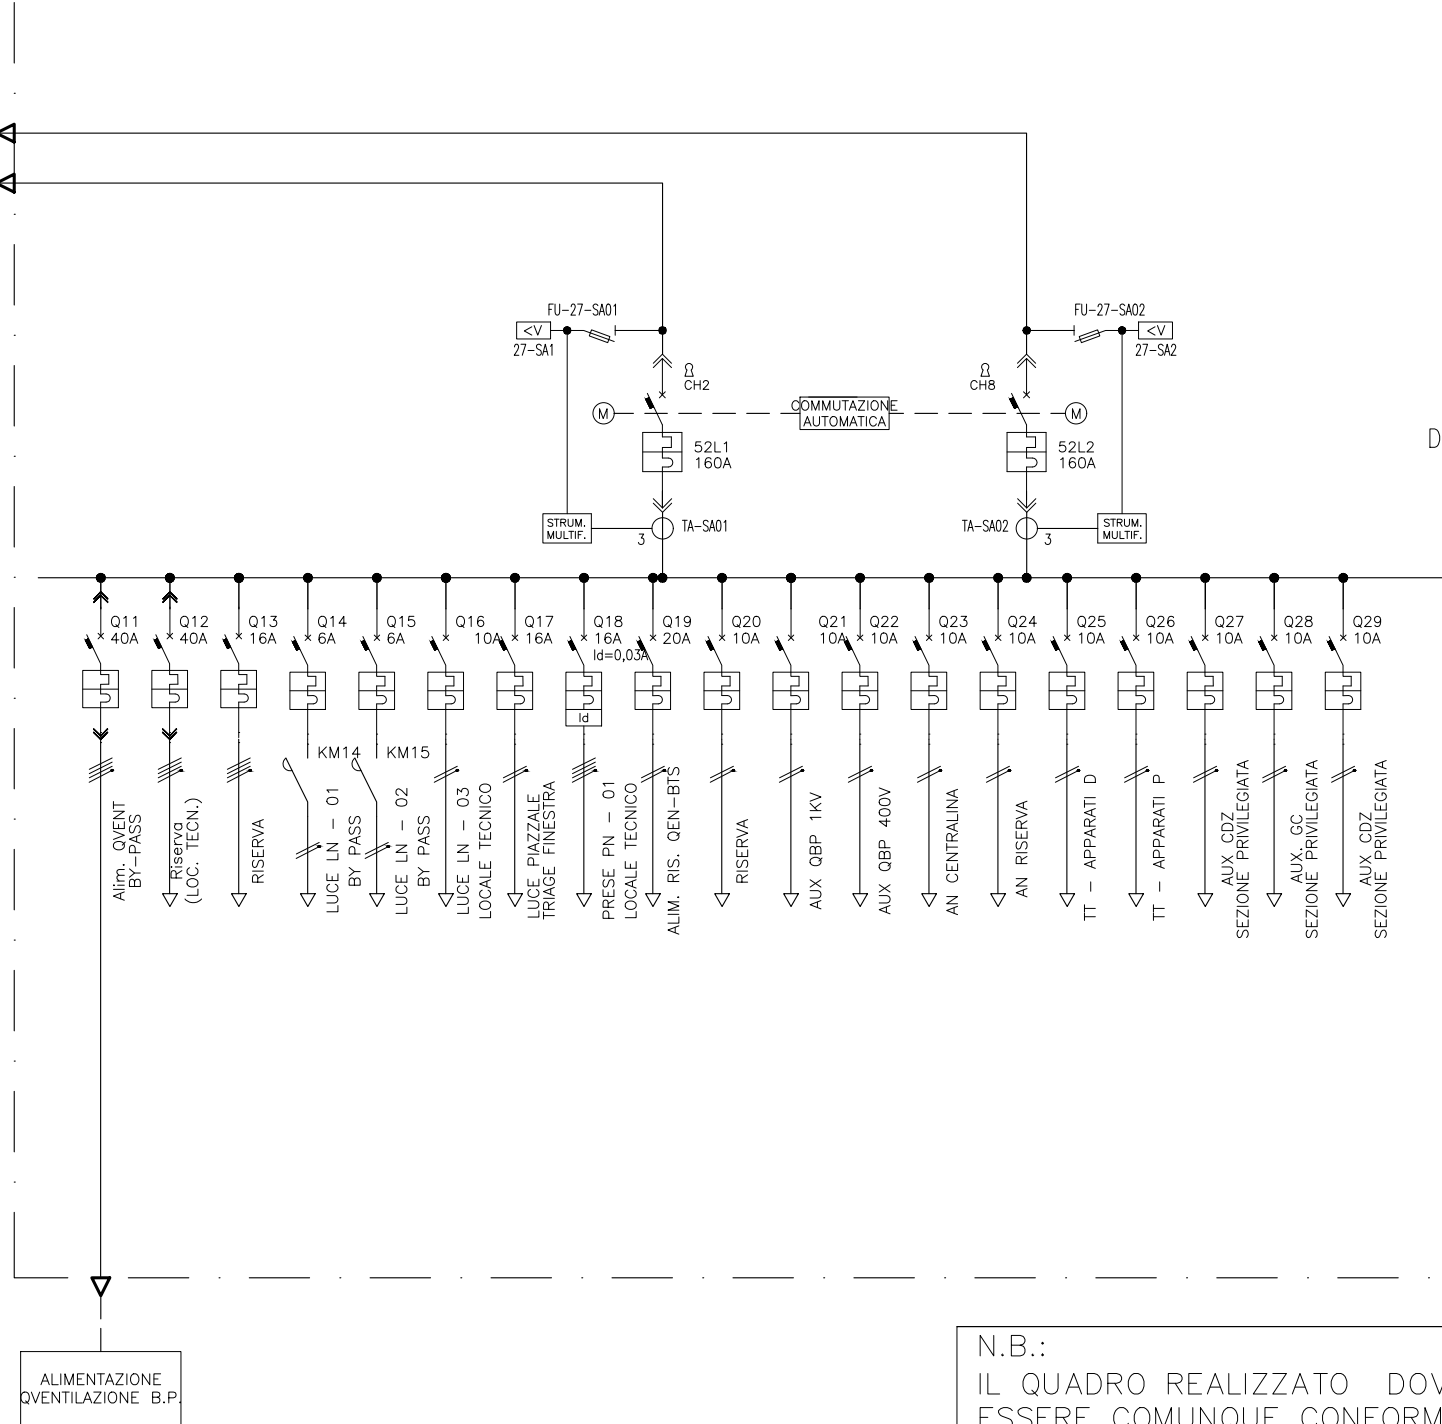 FU-27-SA01
FU-27-SA02
<V
27-SA1
<V
27-SA2
CH2
CH8
M
COMMUTAZIONE
AUTOMATICA
M
52L1
160A
52L2
160A
D
STRUM.
MULTIF.
3
TA-SA01
TA-SA02
3
STRUM.
MULTIF.
Q11
40A
Q12
40A
Q13
16A
Q14
6A
Q15
6A
Q16
10A
Q17
16A
Q18
16A
Id=0,03A
Q19
20A
Q20
10A
Q21
10A
Q22
10A
Q23
10A
Q24
10A
Q25
10A
Q26
10A
Q27
10A
Q28
10A
Q29
10A
Id
KM14
KM15
Alim. QVENT
BY-PASS
Riserva
(LOC. TECN.)
RISERVA
LUCE LN - 01
BY PASS
LUCE LN - 02
BY PASS
LUCE LN - 03
LOCALE TECNICO
LUCE PIAZZALE
TRIAGE FINESTRA
PRESE PN - 01
LOCALE TECNICO
ALIM. RIS. QEN-BTS
RISERVA
AUX QBP 1KV
AUX QBP 400V
AN CENTRALINA
AN RISERVA
TT - APPARATI D
TT - APPARATI P
AUX CDZ
SEZIONE PRIVILEGIATA
AUX. GC
SEZIONE PRIVILEGIATA
AUX CDZ
SEZIONE PRIVILEGIATA
ALIMENTAZIONE
QVENTILAZIONE B.P.
N.B.:
IL QUADRO REALIZZATO DOV
ESSERE COMUNQUE CONFORM